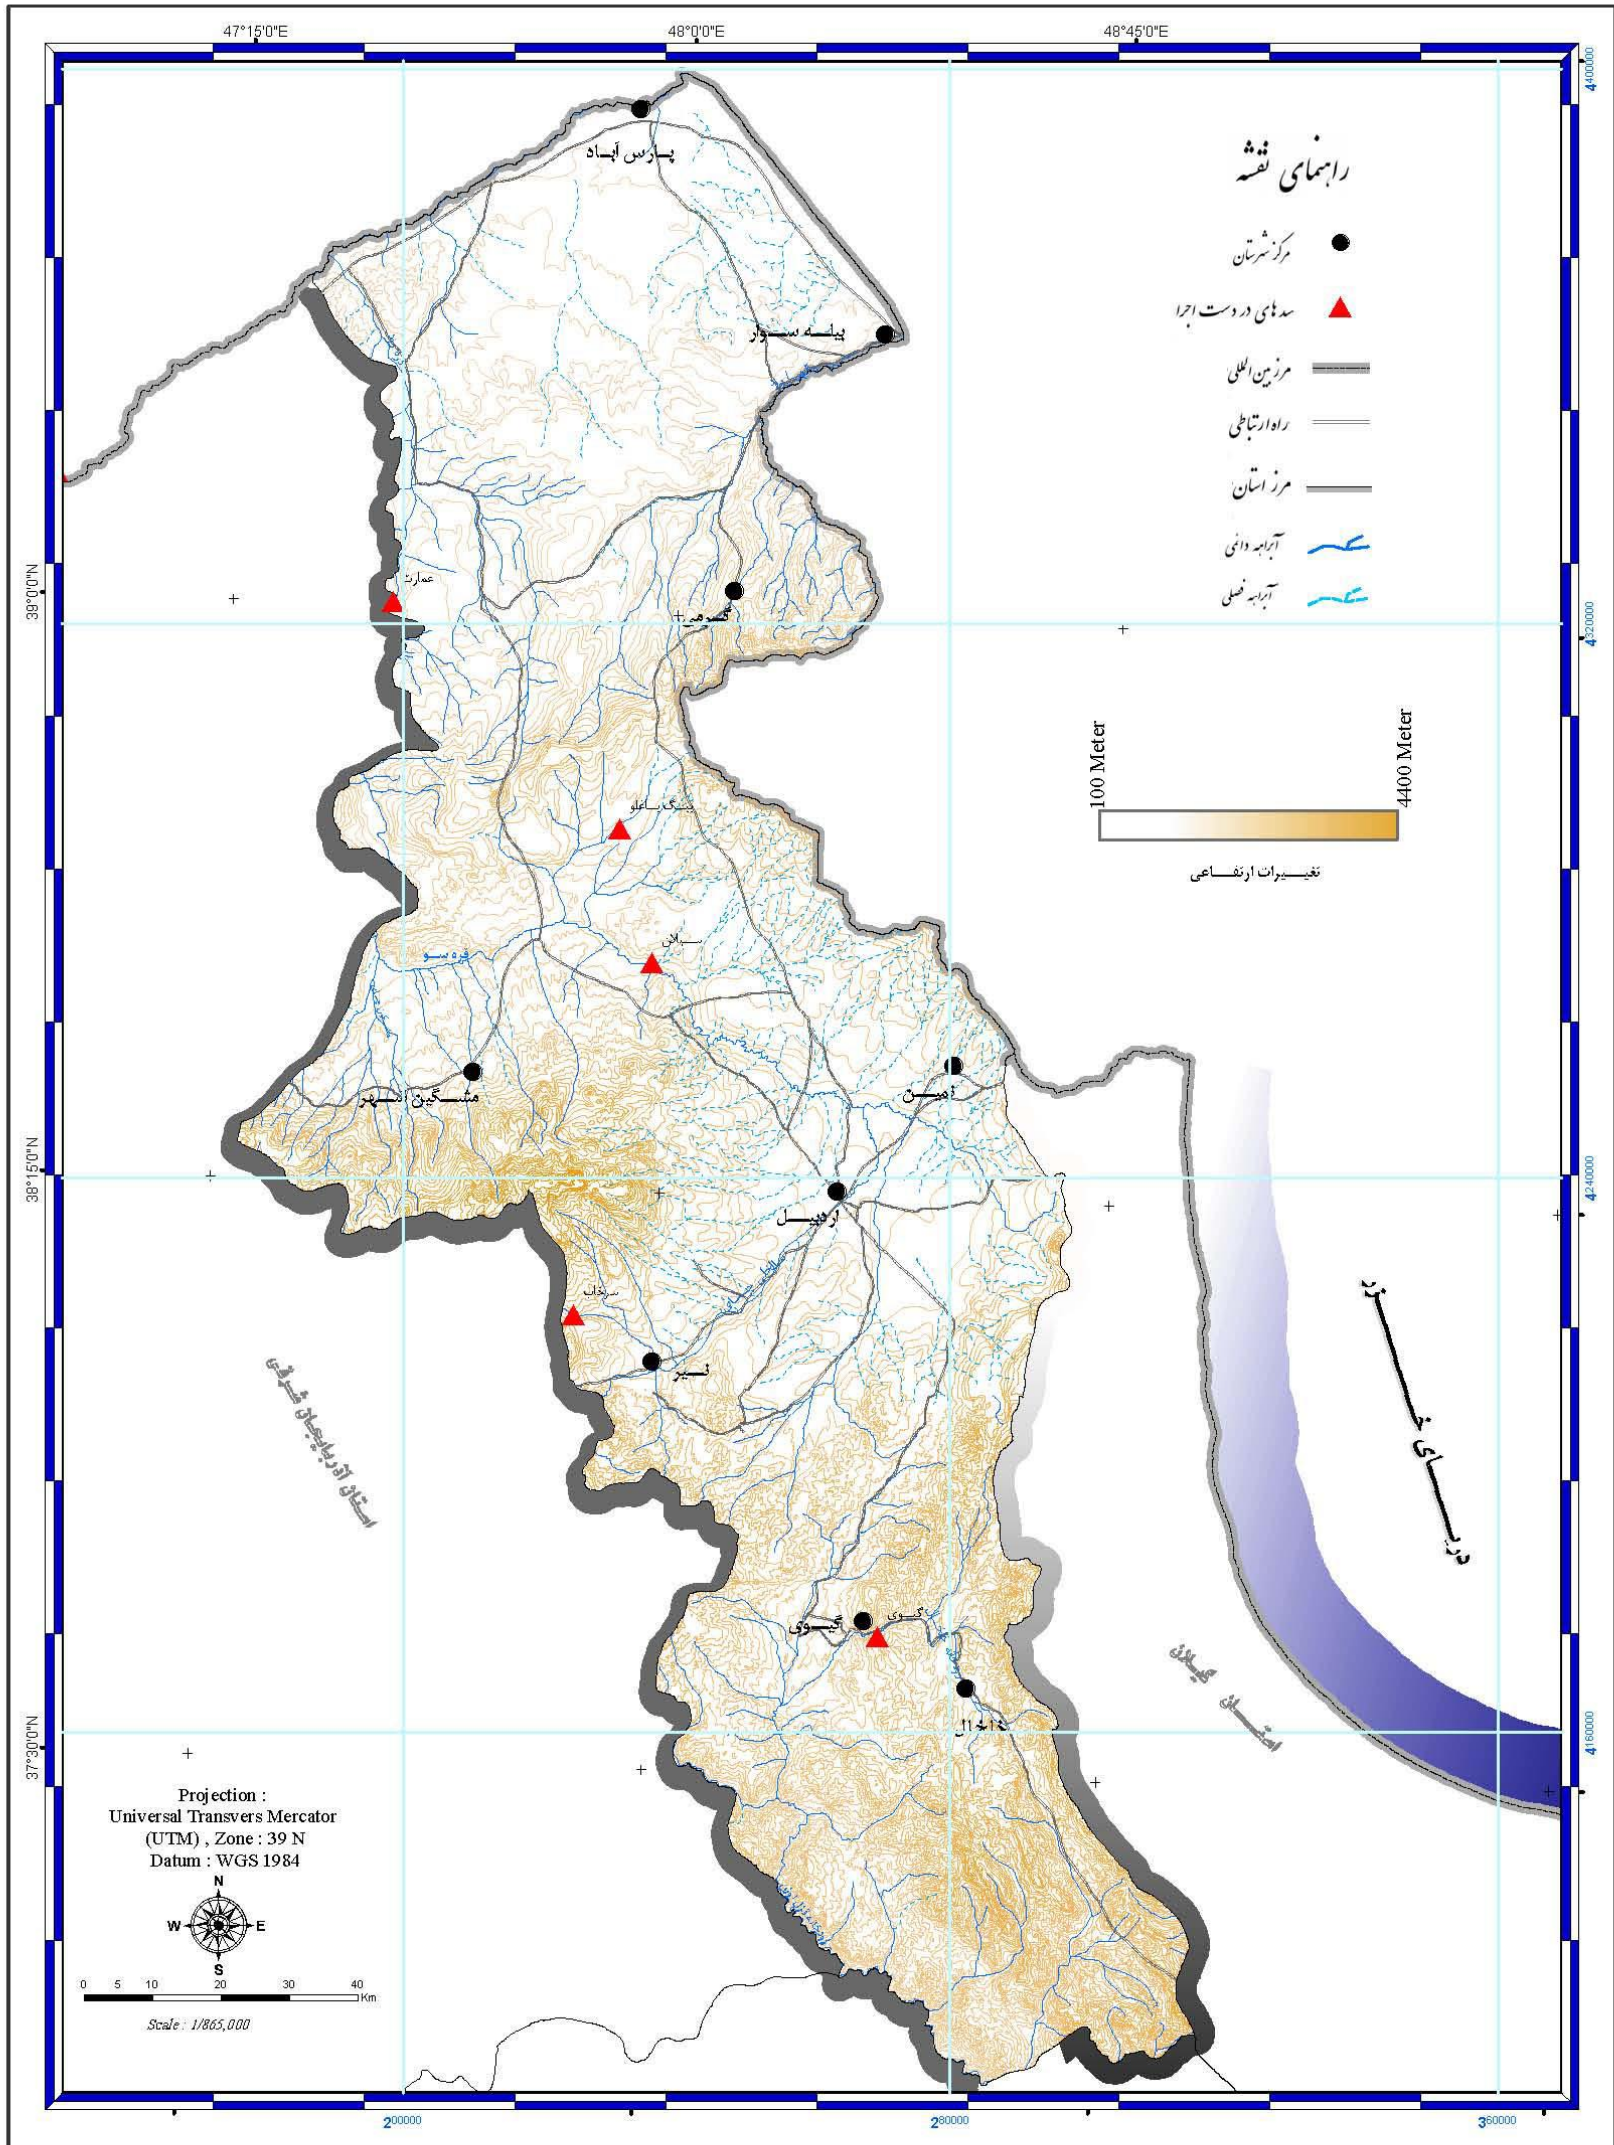 47°15'0"E
48°0'0"E
48°45'0"E
4400000
پارس آباد
راهنمای نقشه
مرکز شهرستان
سدهای در دست اجرا
بیله سوار
مرز بین المللی
راه ارتباطی
مرز استان
آبراهه دائمی
آبراهه فصلی
عمارت
39°0'0"N
گرمی
4320000
100 Meter
4400 Meter
تغییرات ارتفاعی
سبلان
قره سو
مشگین شهر
نمین
38°15'0"N
4240000
اردبیل
سرخاب
نیر
استان آذربایجان شرقی
دریای خزر
گیوی
گیوی
خلخال
استان گیلان
37°30'0"N
4160000
Projection :
Universal Transvers Mercator
(UTM) , Zone : 39 N
Datum : WGS 1984
N
W
E
S
0 5 10 20 30 40
Km
Scale : 1/865,000
200000
280000
360000